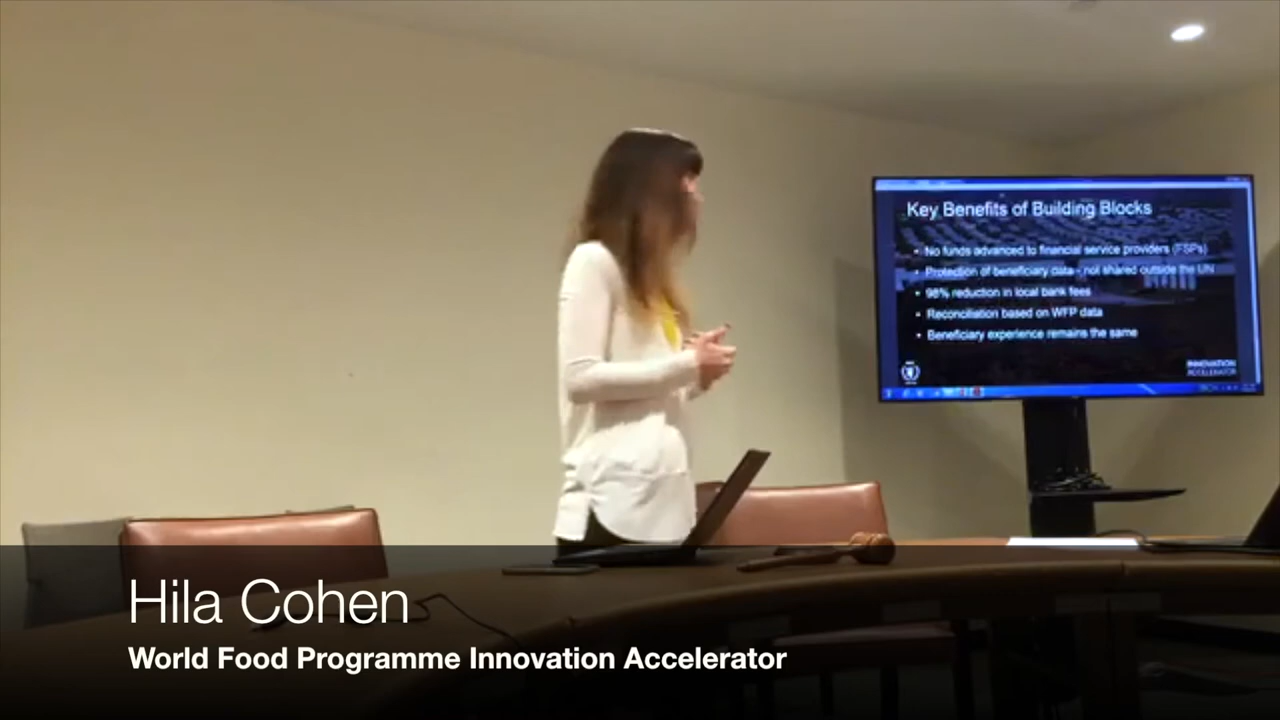 Key Benefits of Building Blocks
• No funds advanced to financial service providers (FSPs)
• Protection of beneficiary data - not shared outside the UN
• 98% reduction in local bank fees
• Reconciliation based on WFP data
• Beneficiary experience remains the same
INNOVATION
ACCELERATOR
Hila Cohen
World Food Programme Innovation Accelerator